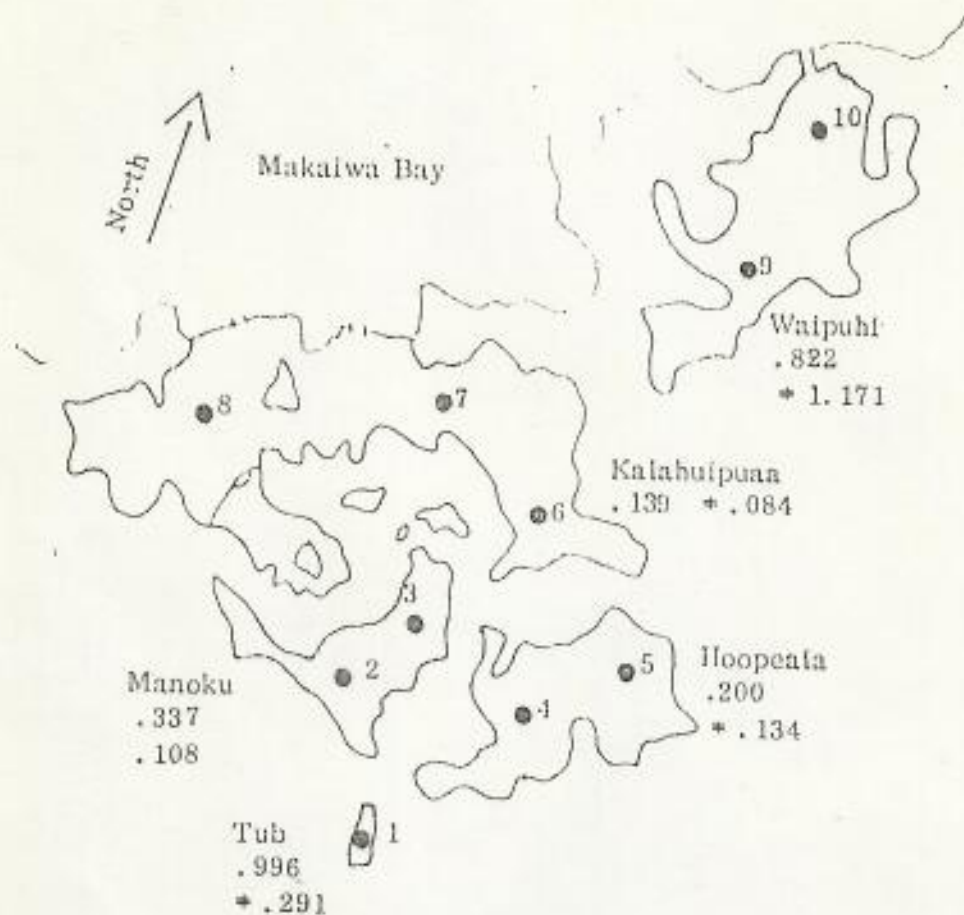 North
Makaiwa Bay
10
9
Waipuhi
.822
* 1.171
8
7
Kalahuipuaa
.139 * .084
6
3
2
Manoku
.337
.108
5
4
Hoopeaia
.200
* .134
Tub
.996
* .291
1